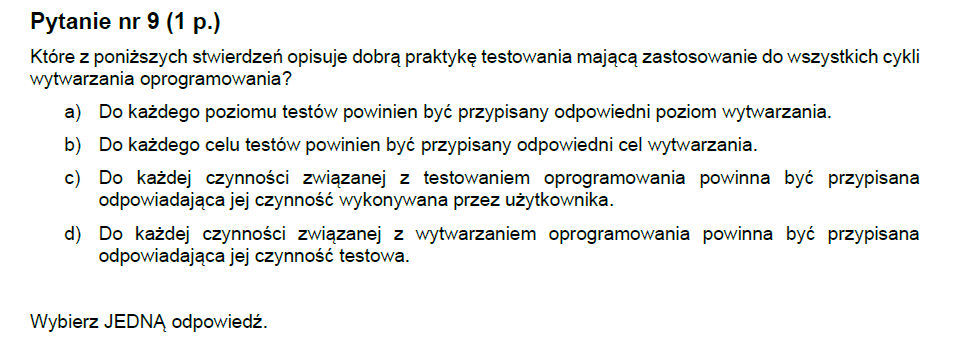 Pytanie nr 9 (1 p.)
Które z poniższych stwierdzeń opisuje dobrą praktykę testowania mającą zastosowanie do wszystkich cykli
wytwarzania oprogramowania?
a) Do każdego poziomu testów powinien być przypisany odpowiedni poziom wytwarzania.
b) Do każdego celu testów powinien być przypisany odpowiedni cel wytwarzania.
c) Do każdej czynności związanej z testowaniem oprogramowania powinna być przypisana
odpowiadająca jej czynność wykonywana przez użytkownika.
d) Do każdej czynności związanej z wytwarzaniem oprogramowania powinna być przypisana
odpowiadająca jej czynność testowa.
Wybierz JEDNĄ odpowiedź.